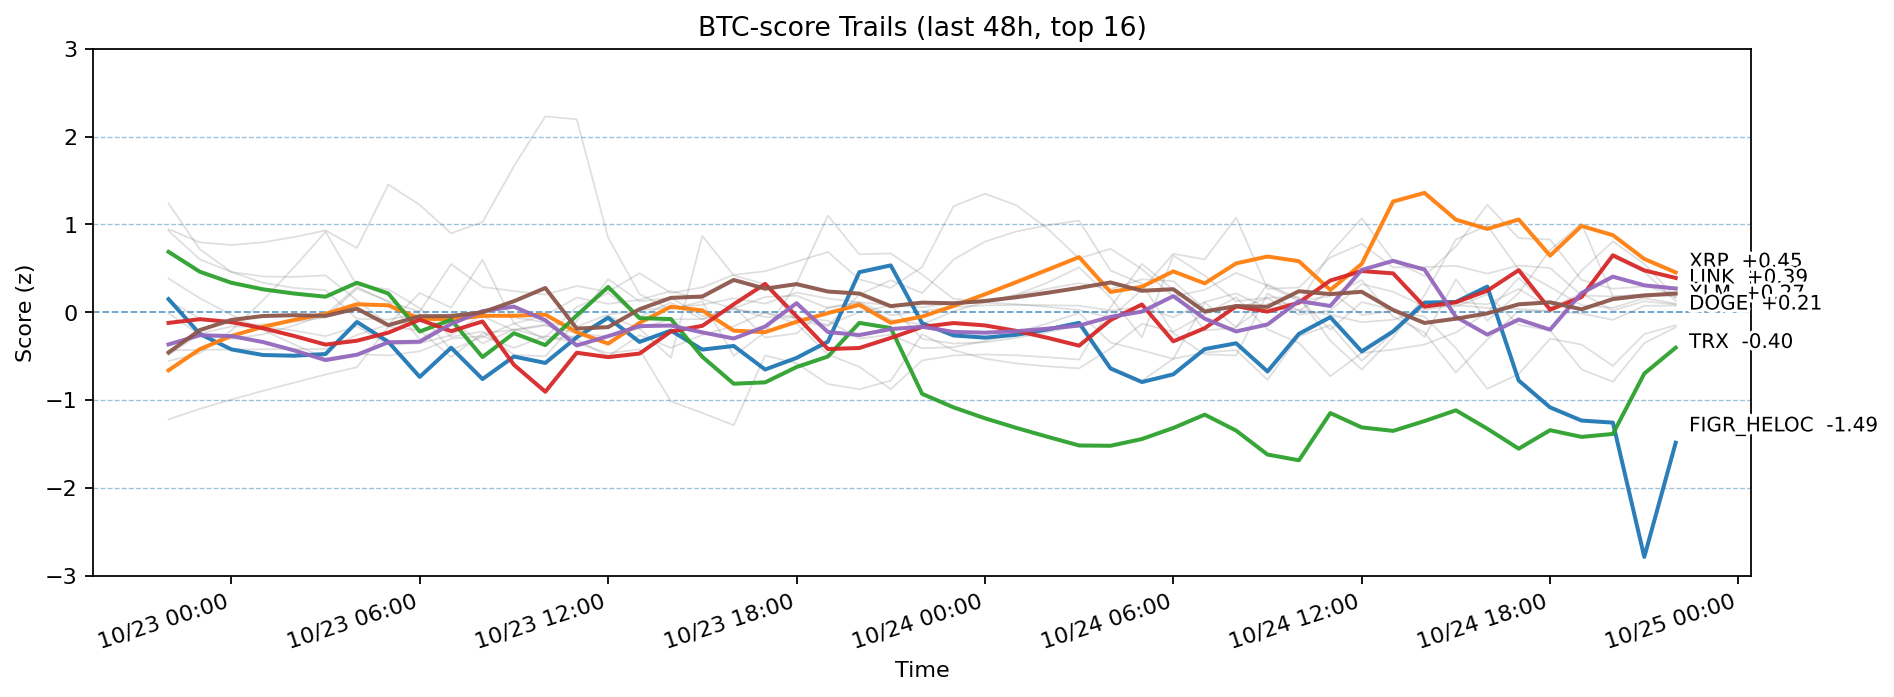 BTC-score Trails (last 48h, top 16)
Score (z)
3
2
1
0
−1
−2
−3
XRP +0.45
LINK +0.39
XLM +0.27
DOGE +0.21
TRX -0.40
FIGR_HELOC -1.49
10/23 00:00
10/23 06:00
10/23 12:00
10/23 18:00
10/24 00:00
10/24 06:00
10/24 12:00
10/24 18:00
10/25 00:00
Time